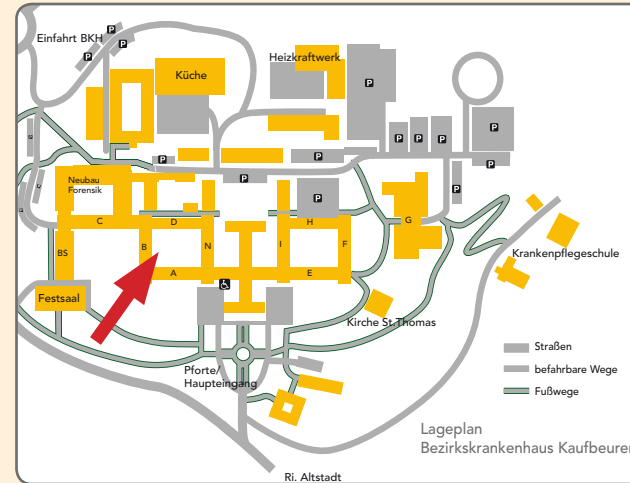 Einfahrt BKH
P
P
P
Küche
Heizkraftwerk
P
P
P
P
P
P
P
P
P
P
P
Neubau
Forensik
C
D
H
G
BS
B
N
I
F
A
E
Krankenpflegeschule
Festsaal
Kirche St.Thomas
Pforte/
Haupteingang
Straßen
befahrbare Wege
Fußwege
Lageplan
Bezirkskrankenhaus Kaufbeuren
Ri. Altstadt